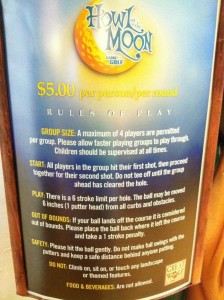 HOWL
at the
MOON
GOLF
$5.00 per person/per round
RULES OF PLAY
GROUP SIZE: A maximum of 4 players are permitted
per group. Please allow faster playing groups to play through.
Children should be supervised at all times.
START: All players in the group hit their first shot, then proceed
together for their second shot. Do not tee off until the group
ahead has cleared the hole.
PLAY: There is a 6 stroke limit per hole. The ball may be moved
6 inches (1 putter head) from all curbs and obstacles.
OUT OF BOUNDS: If your ball lands off the course it is considered
out of bounds. Please place the ball back where it left the course
and take a 1 stroke penalty.
SAFETY: Please hit the ball gently. Do not make full swings with the
putters and keep a safe distance behind anyone putting.
DO NOT: Climb on, sit on, or touch any landscape
or themed features.
FOOD & BEVERAGES: Are not allowed.